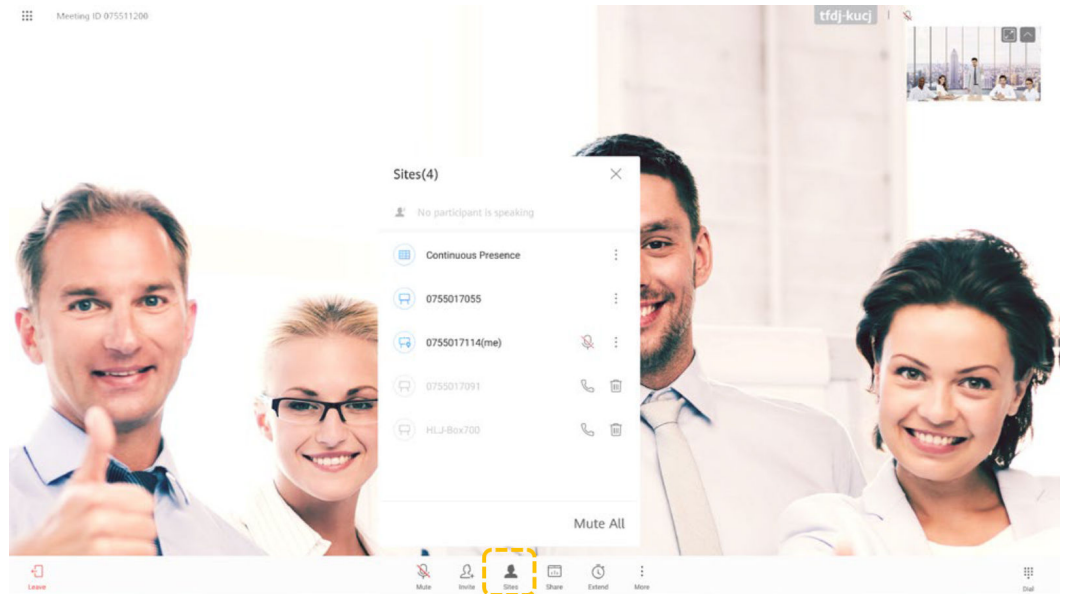 Meeting ID 075511200
tfdj-kucj
Sites(4)
No participant is speaking
Continuous Presence
0755017055
0755017114(me)
0755017091
HLJ-Box700
Mute All
Leave
Mute
Invite
Sites
Share
Extend
More
Dial